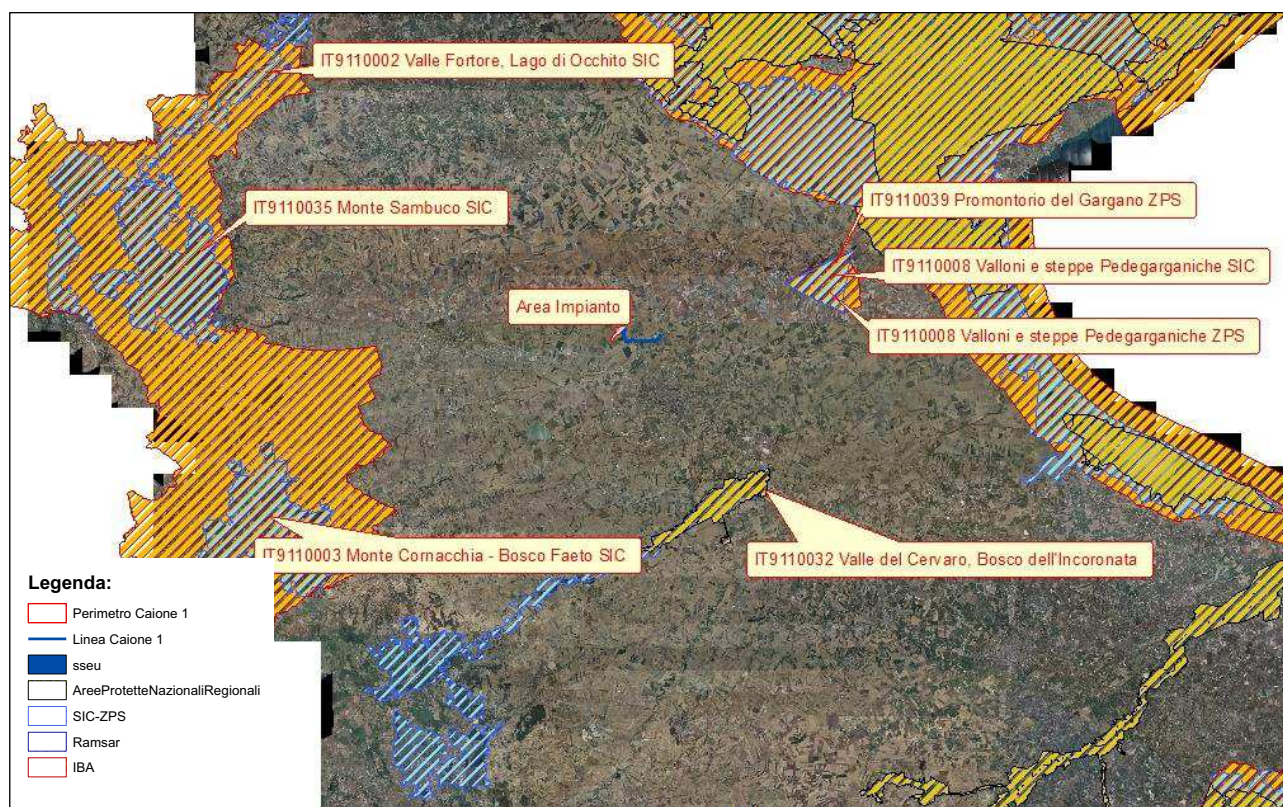 IT9110002 Valle Fortore, Lago di Occhito SIC
IT9110035 Monte Sambuco SIC
IT9110039 Promontorio del Gargano ZPS
IT9110008 Valloni e steppe Pedegarganiche SIC
Area Impianto
IT9110008 Valloni e steppe Pedegarganiche ZPS
IT9110003 Monte Cornacchia - Bosco Faeto SIC
IT9110032 Valle del Cervaro, Bosco dell'Incoronata
Legenda:
Perimetro Caione 1
Linea Caione 1
sseu
AreeProtetteNazionaliRegionali
SIC-ZPS
Ramsar
IBA